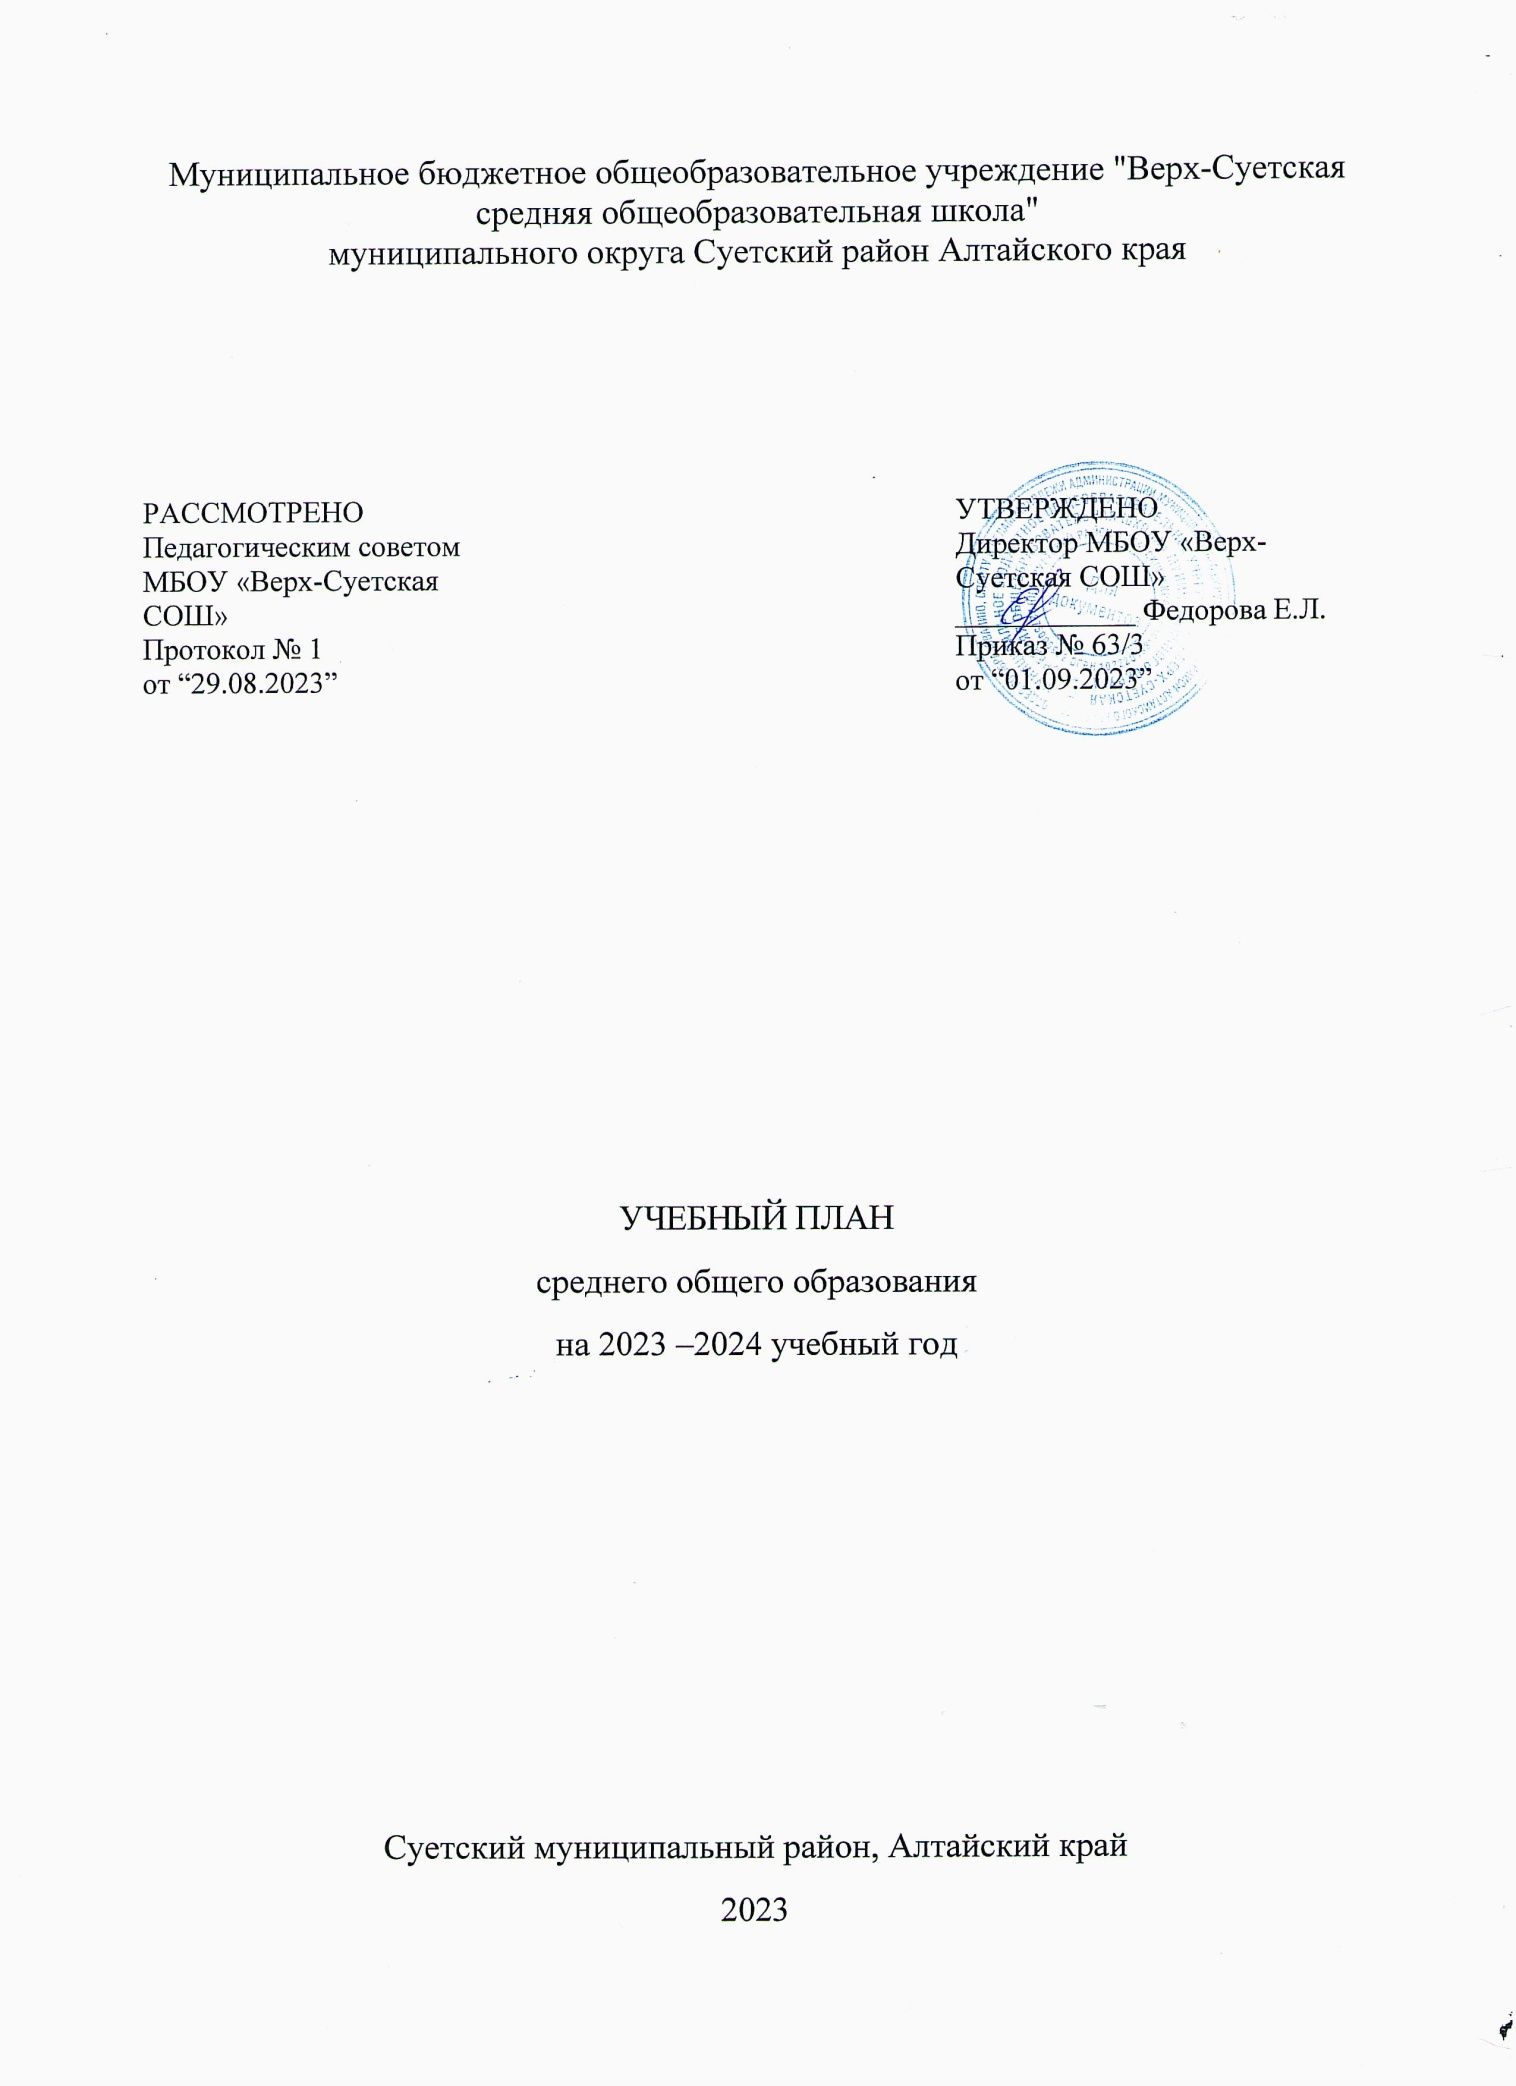 Муниципальное бюджетное общеобразовательное учреждение "Верх-Суетская
средняя общеобразовательная школа"
муниципального округа Суетский район Алтайского края
РАССМОТРЕНО
Педагогическим советом
МБОУ «Верх-Суетская
СОШ»
Протокол № 1
от “29.08.2023”
УТВЕРЖДЕНО
Директор МБОУ «Верх-
Суетская СОШ»
Федорова Е.Л.
Приказ № 63/3
от “01.09.2023”
УЧЕБНЫЙ ПЛАН
среднего общего образования
на 2023 –2024 учебный год
Суетский муниципальный район, Алтайский край
2023